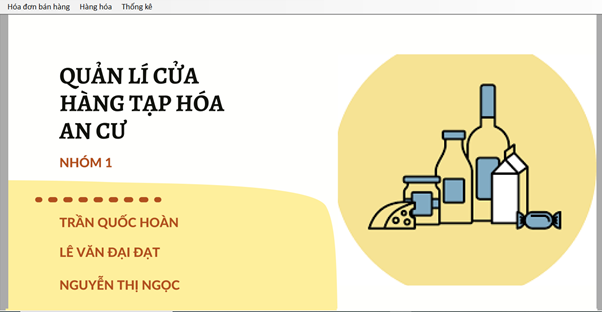 Hóa đơn bán hàng Hàng hóa Thống kê
QUẢN LÍ CỬA
HÀNG TẠP HÓA
AN CƯ
NHÓM 1
TRẦN QUỐC HOÀN
LÊ VĂN ĐẠI ĐẠT
NGUYỄN THỊ NGỌC